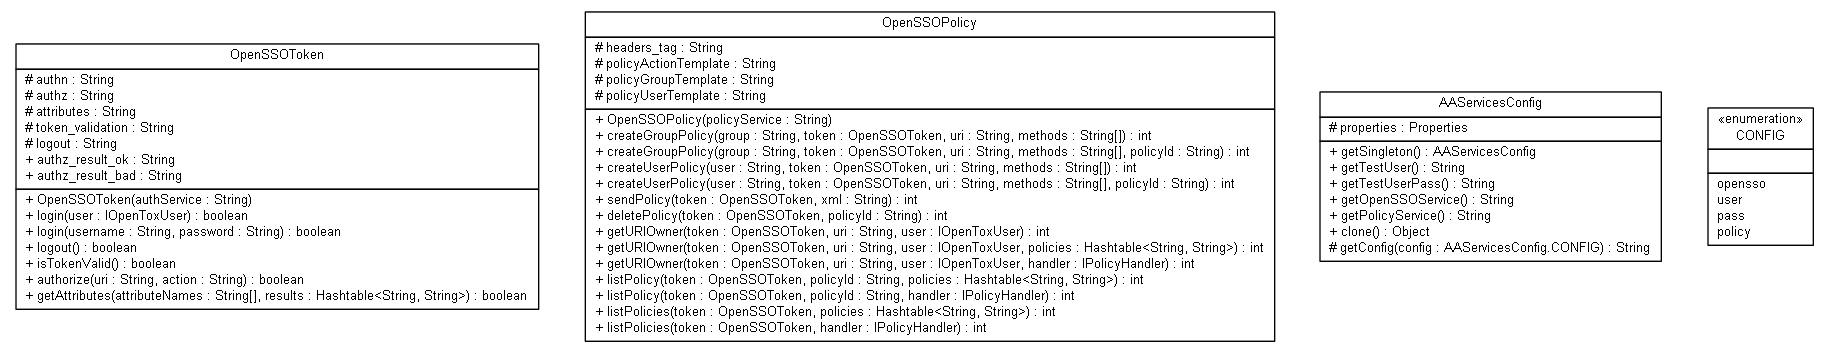 OpenSSOToken
# authn : String
# authz : String
# attributes : String
# token_validation : String
# logout : String
+ authz_result_ok : String
+ authz_result_bad : String
+ OpenSSOToken(authService : String)
+ login(user : IOpenToxUser) : boolean
+ login(username : String, password : String) : boolean
+ logout() : boolean
+ isTokenValid() : boolean
+ authorize(uri : String, action : String) : boolean
+ getAttributes(attributeNames : String[], results : Hashtable<String, String>) : boolean
OpenSSOPolicy
# headers_tag : String
# policyActionTemplate : String
# policyGroupTemplate : String
# policyUserTemplate : String
+ OpenSSOPolicy(policyService : String)
+ createGroupPolicy(group : String, token : OpenSSOToken, uri : String, methods : String[]) : int
+ createGroupPolicy(group : String, token : OpenSSOToken, uri : String, methods : String[], policyId : String) : int
+ createUserPolicy(user : String, token : OpenSSOToken, uri : String, methods : String[]) : int
+ createUserPolicy(user : String, token : OpenSSOToken, uri : String, methods : String[], policyId : String) : int
+ sendPolicy(token : OpenSSOToken, xml : String) : int
+ deletePolicy(token : OpenSSOToken, policyId : String) : int
+ getURIOwner(token : OpenSSOToken, uri : String, user : IOpenToxUser) : int
+ getURIOwner(token : OpenSSOToken, uri : String, user : IOpenToxUser, policies : Hashtable<String, String>) : int
+ getURIOwner(token : OpenSSOToken, uri : String, user : IOpenToxUser, handler : IPolicyHandler) : int
+ listPolicy(token : OpenSSOToken, policyId : String, policies : Hashtable<String, String>) : int
+ listPolicy(token : OpenSSOToken, policyId : String, handler : IPolicyHandler) : int
+ listPolicies(token : OpenSSOToken, policies : Hashtable<String, String>) : int
+ listPolicies(token : OpenSSOToken, handler : IPolicyHandler) : int
AAServicesConfig
# properties : Properties
+ getSingleton() : AAServicesConfig
+ getTestUser() : String
+ getTestUserPass() : String
+ getOpenSSOService() : String
+ getPolicyService() : String
+ clone() : Object
# getConfig(config : AAServicesConfig.CONFIG) : String
«enumeration»
CONFIG
opensso
user
pass
policy